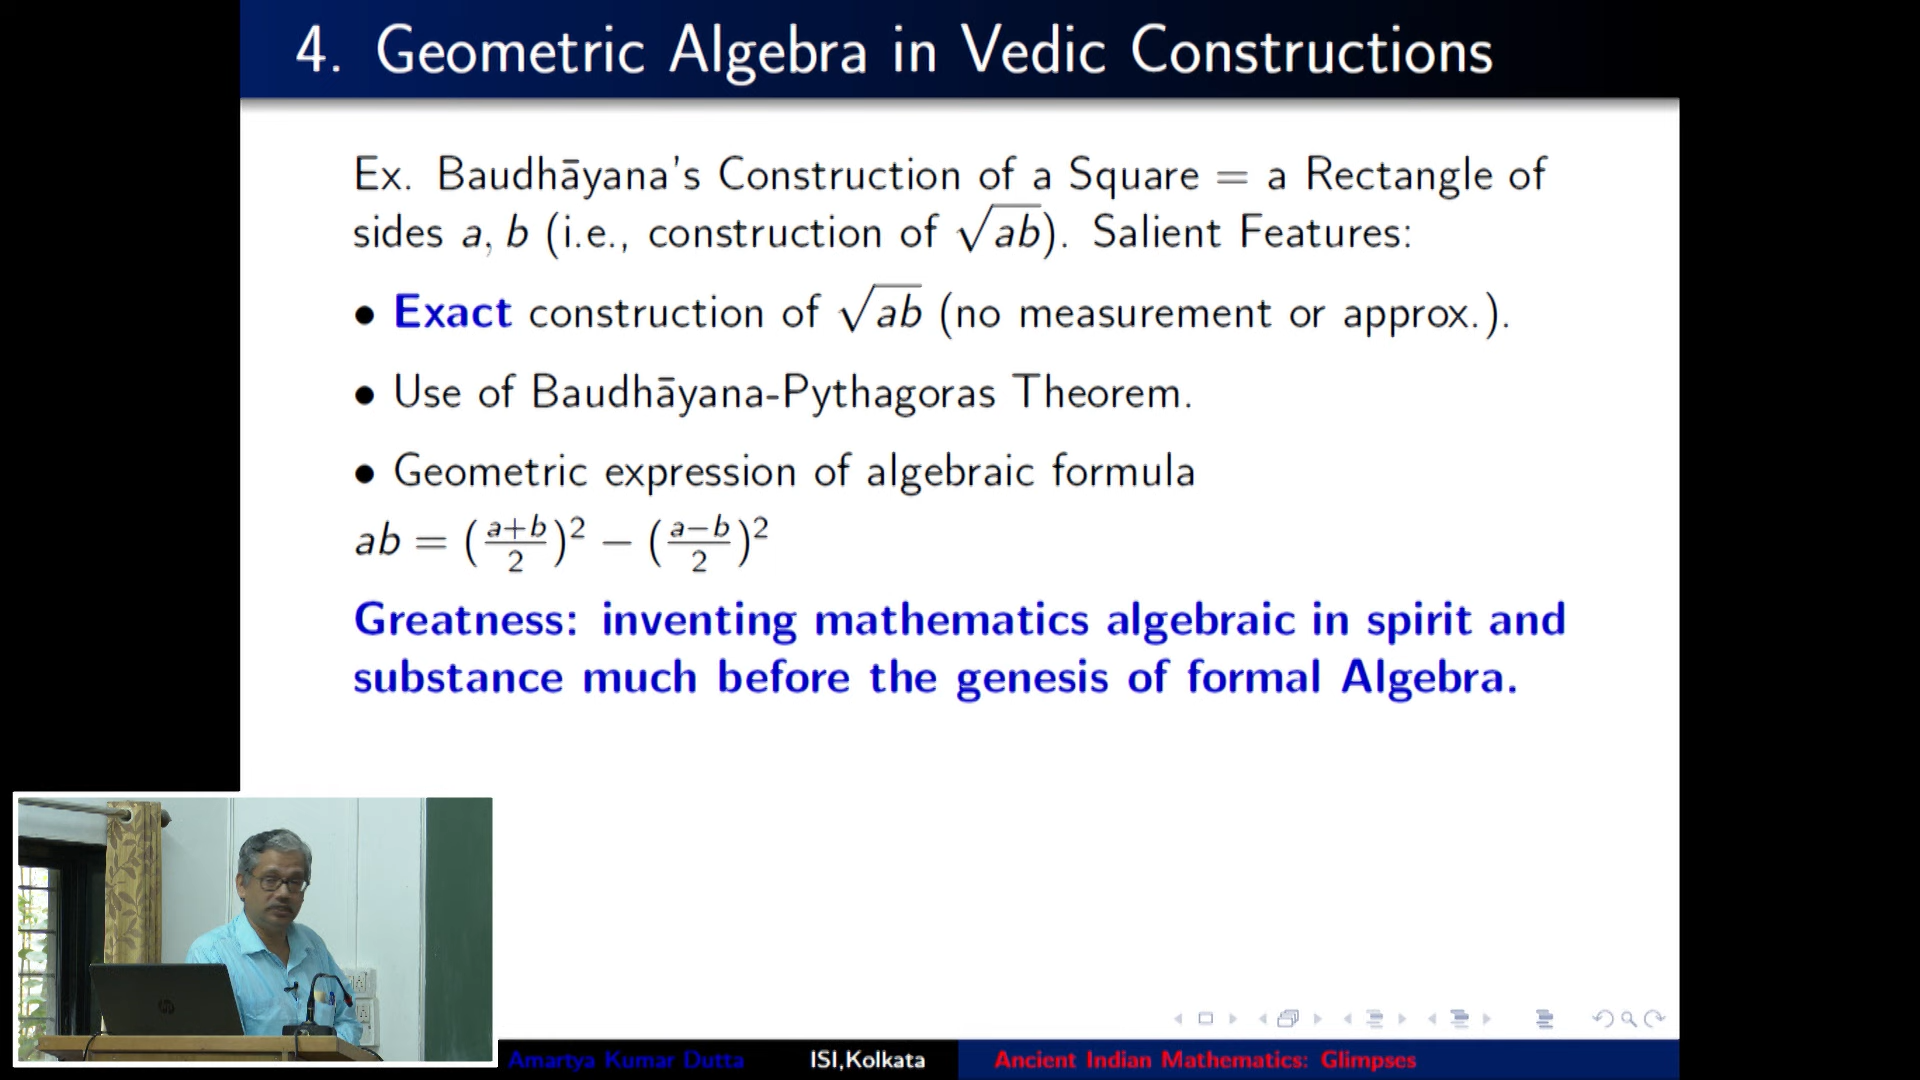 4. Geometric Algebra in Vedic Constructions
Ex. Baudhāyana's Construction of a Square = a Rectangle of
sides a, b (i.e., construction of √ab). Salient Features:
• Exact construction of √ab (no measurement or approx.).
• Use of Baudhāyana-Pythagoras Theorem.
• Geometric expression of algebraic formula
ab = (a+b/2)² − (a−b/2)²
Greatness: inventing mathematics algebraic in spirit and
substance much before the genesis of formal Algebra.
hp
Amartya Kumar Dutta ISI,Kolkata Ancient Indian Mathematics: Glimpses